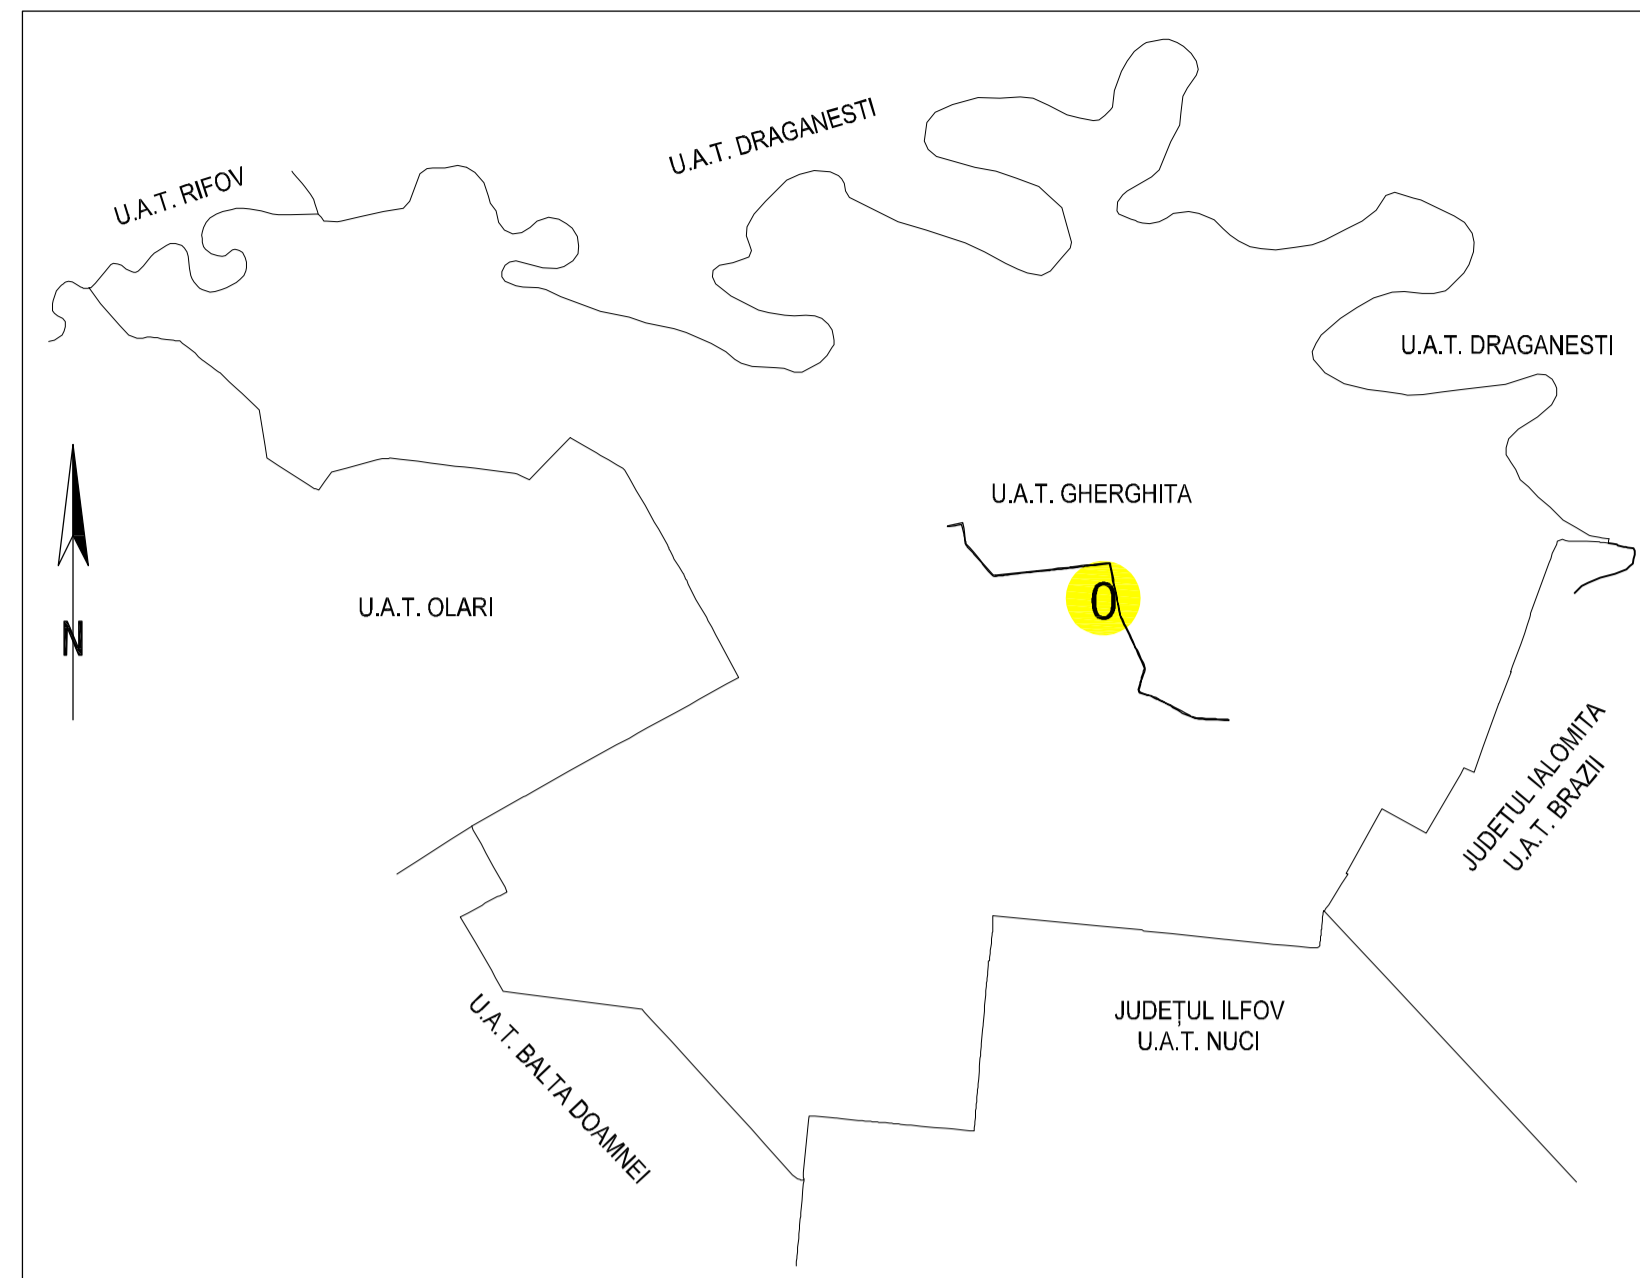 U.A.T. DRAGANESTI
U.A.T. RIFOV
U.A.T. DRAGANESTI
U.A.T. GHERGHITA
0
U.A.T. OLARI
N
JUDETUL IALOMITA
U.A.T. BRAZII
JUDEȚUL ILFOV
U.A.T. NUCI
U.A.T. BALTA DOAMNEI